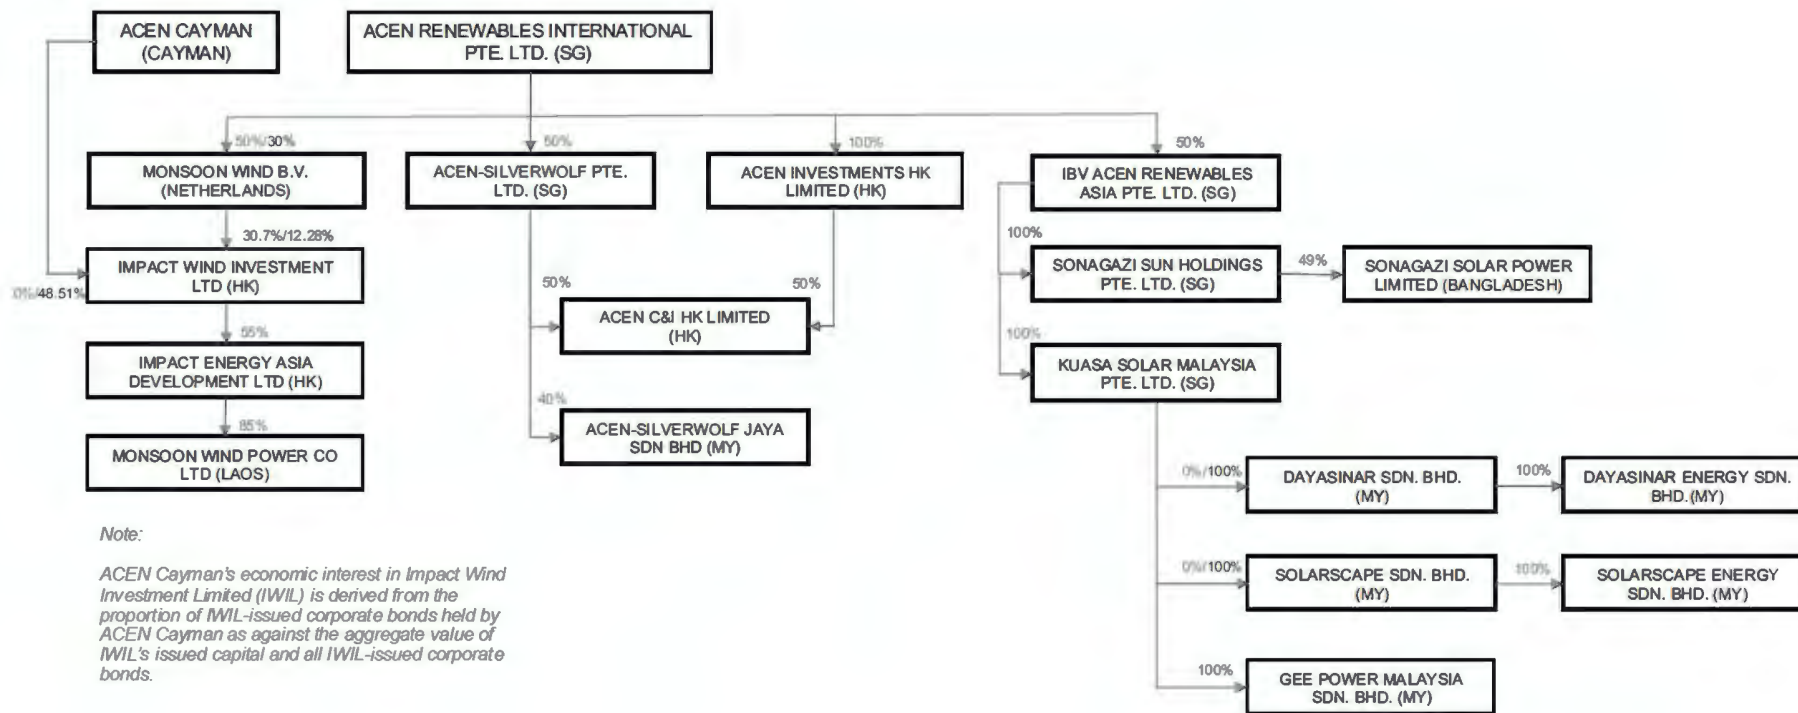 ACEN CAYMAN
(CAYMAN)
ACEN RENEWABLES INTERNATIONAL
PTE. LTD. (SG)
50%/30%
50%
100%
50%
MONSOON WIND B.V.
(NETHERLANDS)
ACEN-SILVERWOLF PTE.
LTD. (SG)
ACEN INVESTMENTS HK
LIMITED (HK)
IBV ACEN RENEWABLES
ASIA PTE. LTD. (SG)
30.7%/12.28%
100%
IMPACT WIND INVESTMENT
LTD (HK)
0%/48.51%
SONAGAZI SUN HOLDINGS
PTE. LTD. (SG)
49%
SONAGAZI SOLAR POWER
LIMITED (BANGLADESH)
50%
50%
ACEN C&I HK LIMITED
(HK)
55%
100%
IMPACT ENERGY ASIA
DEVELOPMENT LTD (HK)
KUASA SOLAR MALAYSIA
PTE. LTD. (SG)
40%
85%
ACEN-SILVERWOLF JAYA
SDN BHD (MY)
MONSOON WIND POWER CO
LTD (LAOS)
0%/100%
DAYASINAR SDN. BHD.
(MY)
100%
DAYASINAR ENERGY SDN.
BHD.(MY)
0%/100%
SOLARSCAPE SDN. BHD.
(MY)
100%
SOLARSCAPE ENERGY
SDN. BHD. (MY)
100%
GEE POWER MALAYSIA
SDN. BHD. (MY)
Note:
ACEN Cayman's economic interest in Impact Wind
Investment Limited (IWIL) is derived from the
proportion of IWIL-issued corporate bonds held by
ACEN Cayman as against the aggregate value of
IWIL's issued capital and all IWIL-issued corporate
bonds.